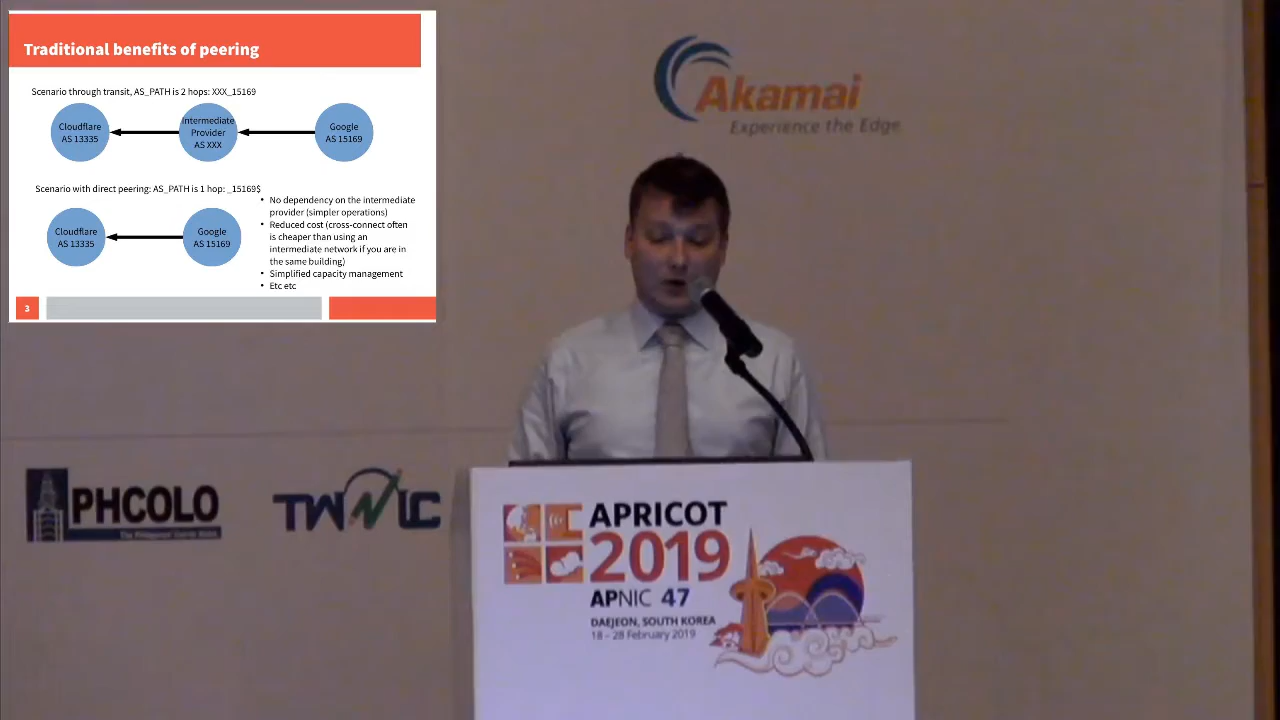 Traditional benefits of peering
Scenario through transit, AS_PATH is 2 hops: XXX_15169
Cloudflare
AS 13335
Intermediate
Provider
AS XXX
Google
AS 15169
Scenario with direct peering: AS_PATH is 1 hop: _15169$
Cloudflare
AS 13335
Google
AS 15169
• No dependency on the intermediate
provider (simpler operations)
• Reduced cost (cross-connect often
is cheaper than using an
intermediate network if you are in
the same building)
• Simplified capacity management
• Etc etc
3
Akamai
Experience the Edge
PHCOLO
TWNIC
APRICOT
2019
APNIC 47
DAEJEON, SOUTH KOREA
18 – 28 February 2019